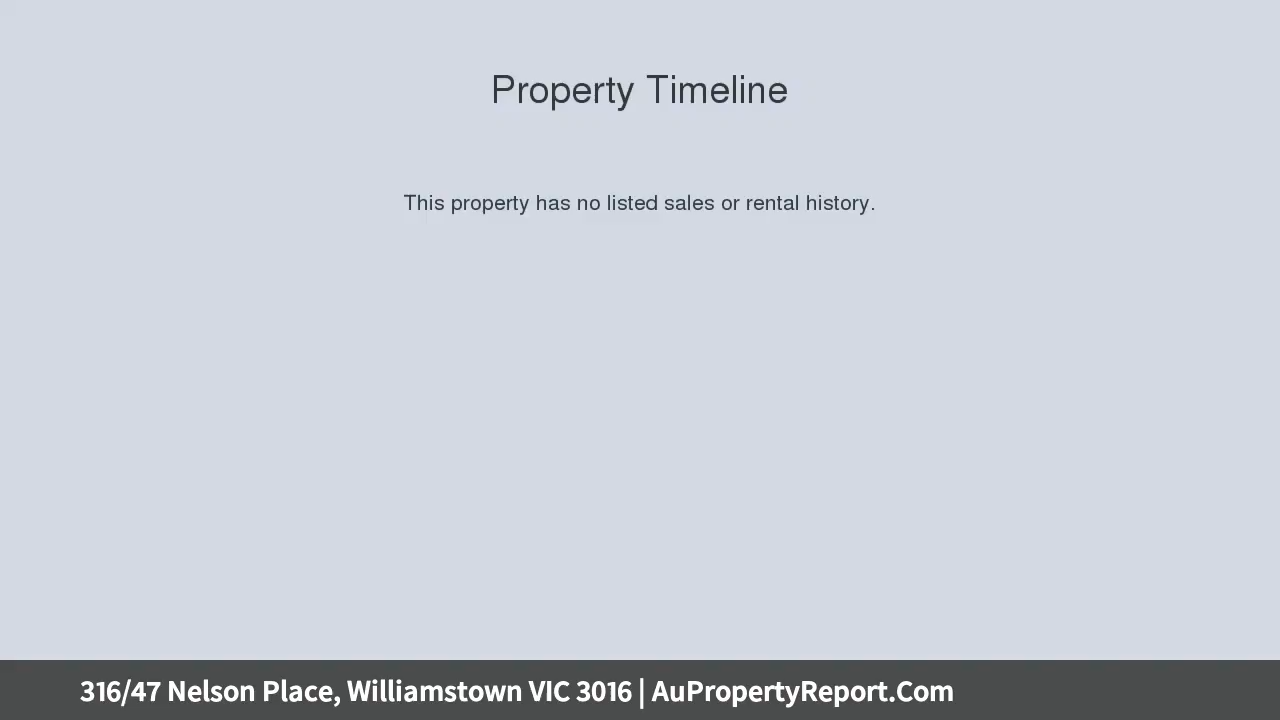 Property Timeline
This property has no listed sales or rental history.
316/47 Nelson Place, Williamstown VIC 3016 | AuPropertyReport.Com